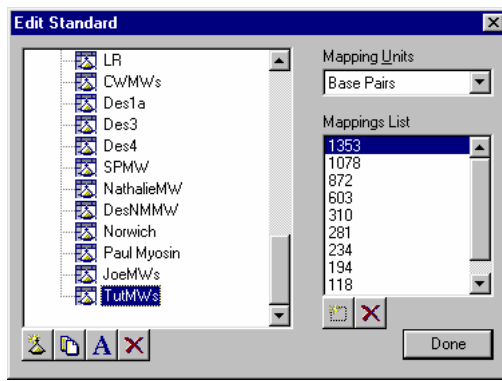 Edit Standard
LR
CWMWs
Des1a
Des3
Des4
SPMW
NathalieMW
DesNMMW
Norwich
Paul Myosin
JoeMWs
TutMWs
A
Mapping Units
Base Pairs
Mappings List
1353
1078
872
603
310
281
234
194
118
Done